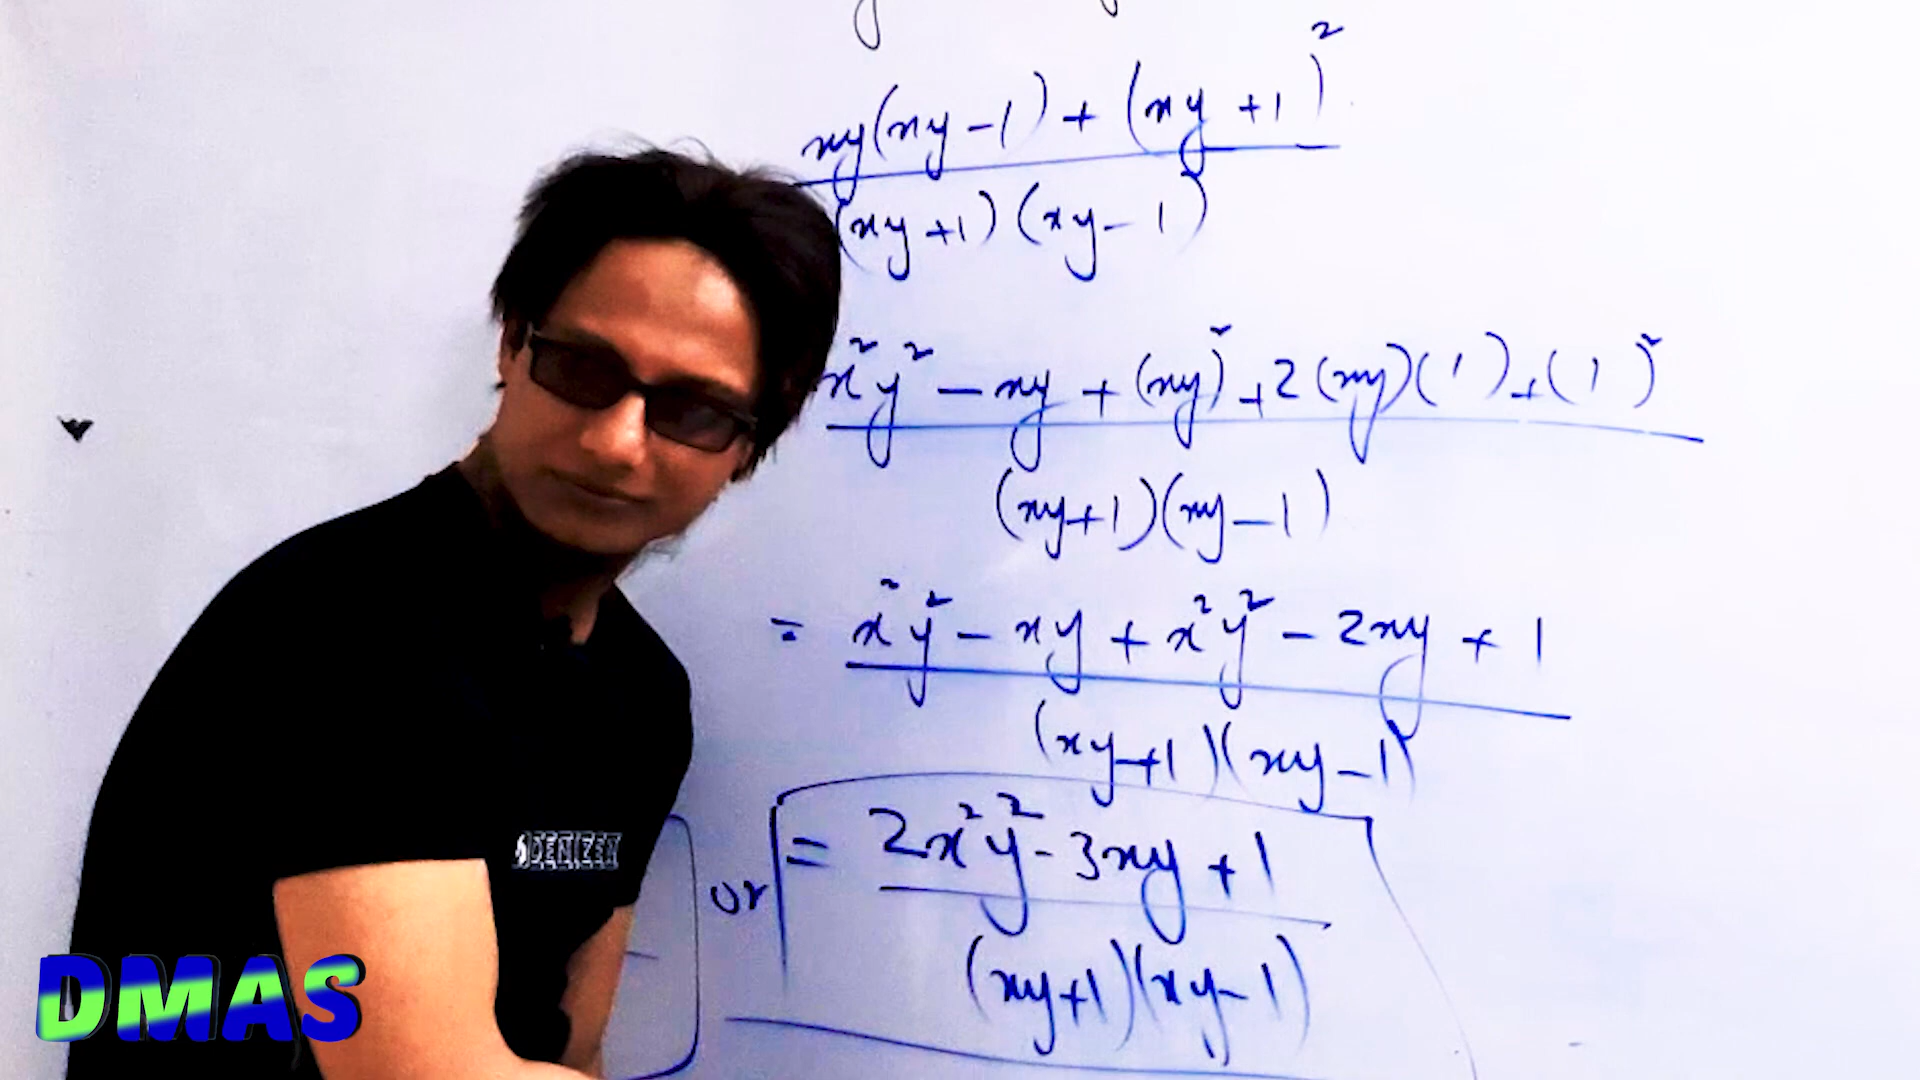 xy(xy-1)+(xy+1)²
(xy+1)(xy-1)
x²y²-xy+(xy)²+2(xy)(1)+(1)²
(xy+1)(xy-1)
= x²y²-xy+x²y²-2xy+1
(xy+1)(xy-1)
or = 2x²y²-3xy+1
(xy+1)(xy-1)
DENIZEN
DMAS